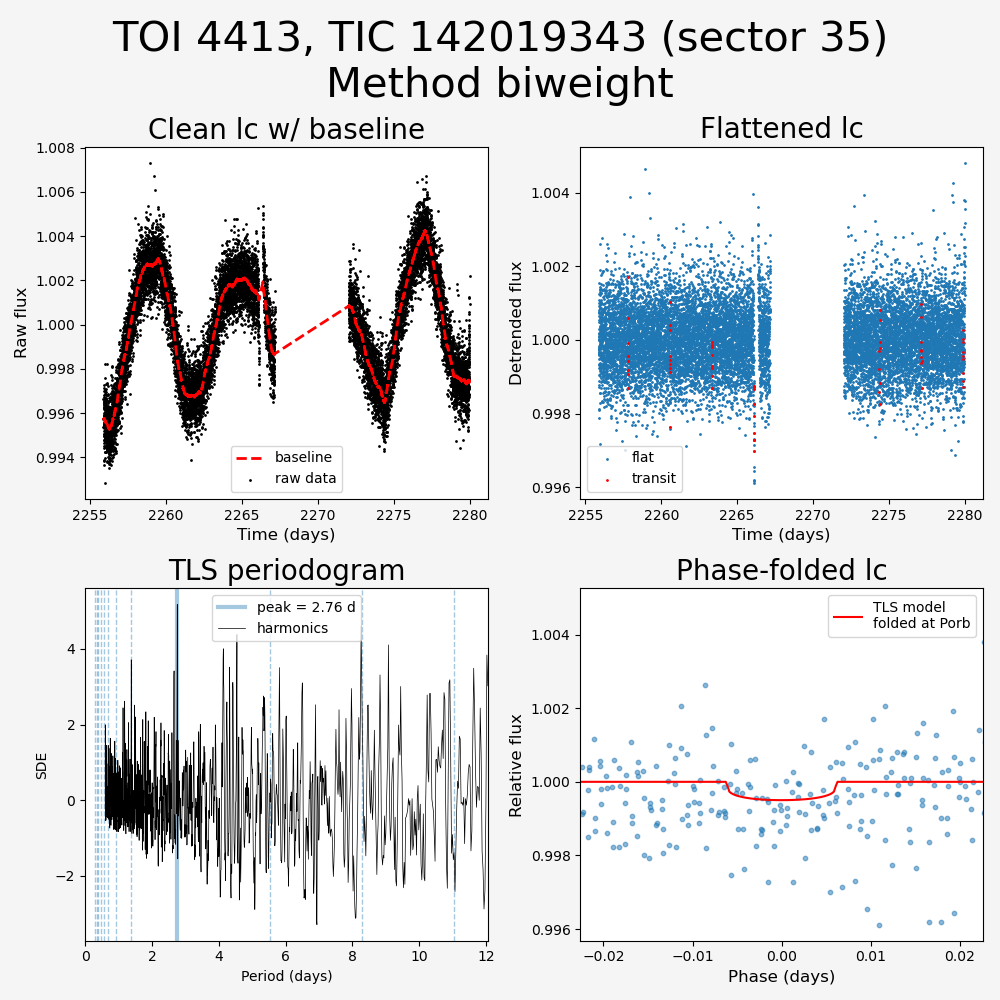 TOI 4413, TIC 142019343 (sector 35)
Method biweight
Clean lc w/ baseline
Raw flux
1.008
1.006
1.004
1.002
1.000
0.998
0.996
0.994
baseline
raw data
2255
2260
2265
2270
2275
2280
Time (days)
Flattened lc
Detrended flux
1.004
1.002
1.000
0.998
0.996
flat
transit
2255
2260
2265
2270
2275
2280
Time (days)
TLS periodogram
SDE
4
2
0
−2
peak = 2.76 d
harmonics
0
2
4
6
8
10
12
Period (days)
Phase-folded lc
Relative flux
1.004
1.002
1.000
0.998
0.996
TLS model
folded at Porb
−0.02
−0.01
0.00
0.01
0.02
Phase (days)